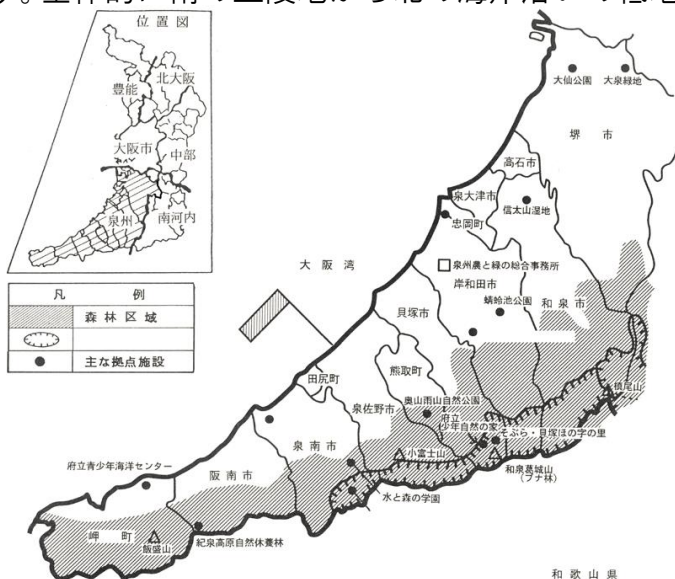 位置図
北大阪
豊能
大阪市
中部
泉州
南河内
凡例
森林区域
主な拠点施設
大仙公園
大泉緑地
堺市
高石市
泉大津市
信太山湿地
忠岡町
泉州農と緑の総合事務所
大阪湾
岸和田市
蜻蛉池公園
和泉市
貝塚市
熊取町
田尻町
槇尾山
泉佐野市
奥山雨山自然公園
府立
少年自然の家
そぶら・貝塚ほの字の里
泉南市
小富士山
和泉葛城山
(ブナ林)
府立青少年海洋センター
阪南市
水と森の学園
岬町
飯盛山
紀泉高原自然休養林
和歌山県